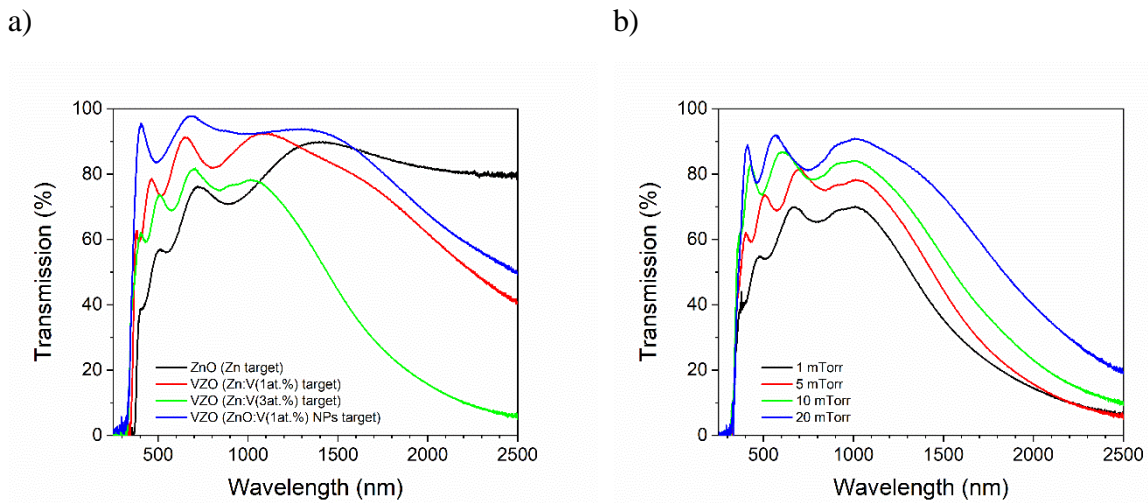 a)
b)
100
80
60
40
20
0
Transmission (%)
500
1000
1500
2000
2500
Wavelength (nm)
ZnO (Zn target)
VZO (Zn:V(1at.%) target)
VZO (Zn:V(3at.%) target)
VZO (ZnO:V(1at.%) NPs target)
100
80
60
40
20
0
Transmission (%)
500
1000
1500
2000
2500
Wavelength (nm)
1 mTorr
5 mTorr
10 mTorr
20 mTorr